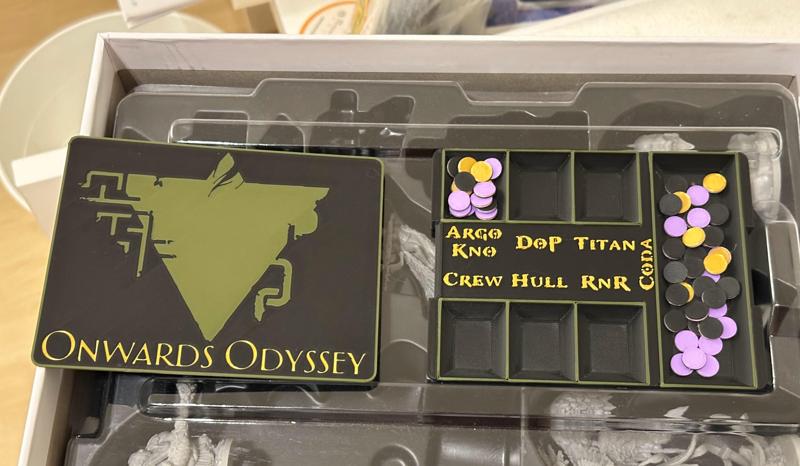 Onwards Odyssey
Argo
Kno
DoP
Titan
Crew
Hull
RnR
Coda